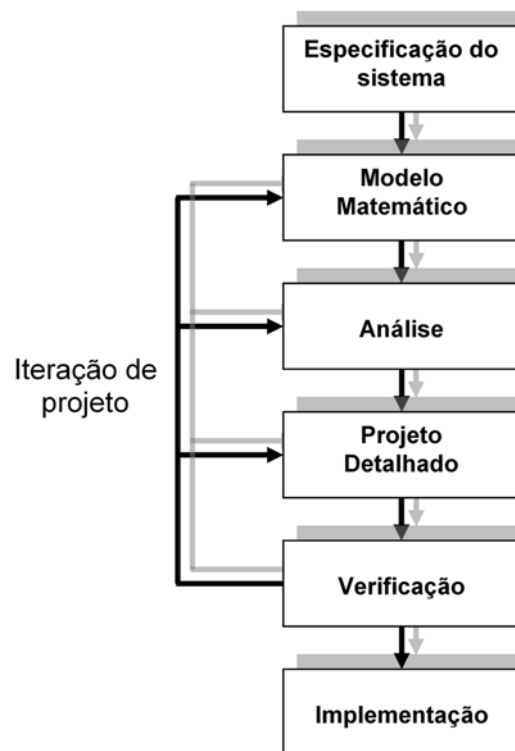 Especificação do
sistema
Modelo
Matemático
Análise
Iteração de
projeto
Projeto
Detalhado
Verificação
Implementação